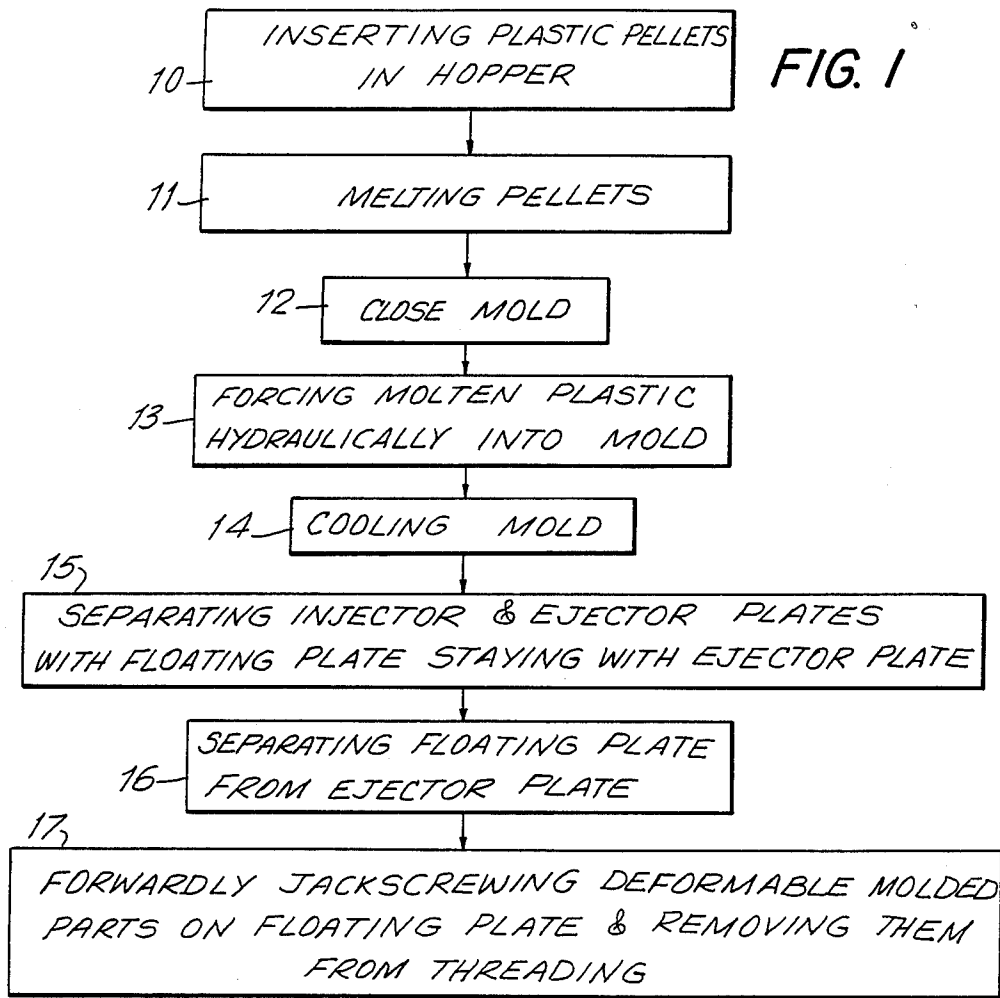 FIG. 1
10
INSERTING PLASTIC PELLETS
IN HOPPER
11
MELTING PELLETS
12
CLOSE MOLD
13
FORCING MOLTEN PLASTIC
HYDRAULICALLY INTO MOLD
14
COOLING MOLD
15
SEPARATING INJECTOR & EJECTOR PLATES
WITH FLOATING PLATE STAYING WITH EJECTOR PLATE
16
SEPARATING FLOATING PLATE
FROM EJECTOR PLATE
17
FORWARDLY JACKSCREWING DEFORMABLE MOLDED
PARTS ON FLOATING PLATE & REMOVING THEM
FROM THREADING